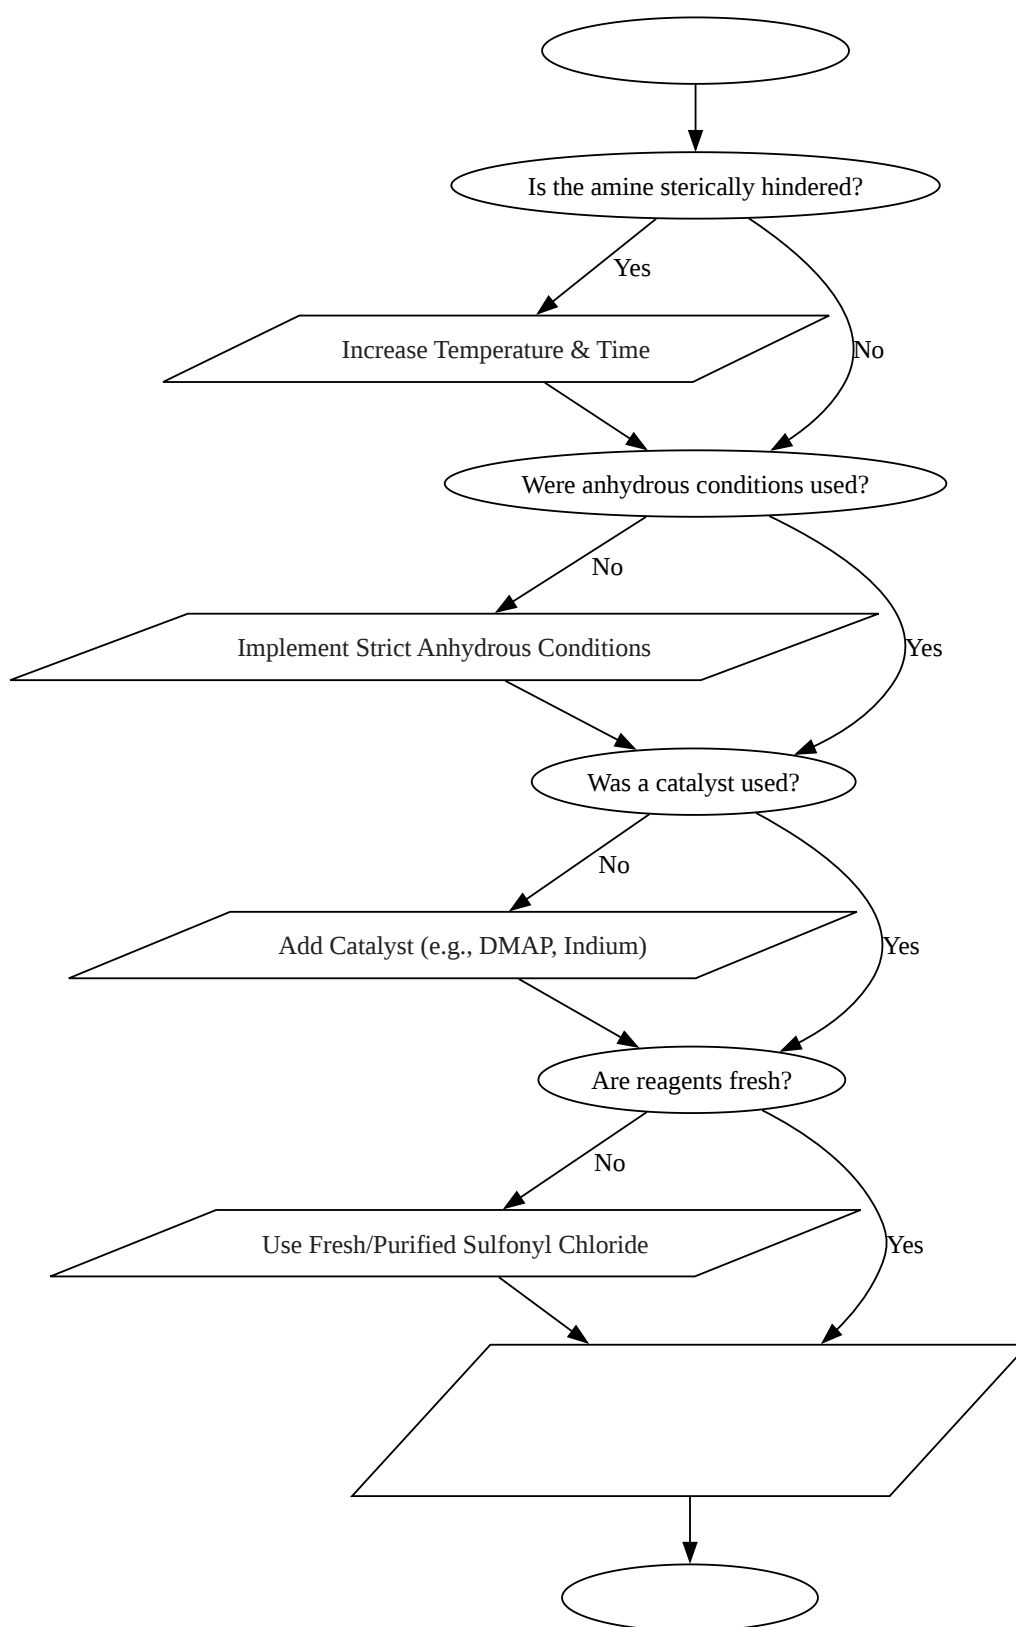 Is the amine sterically hindered?
Yes
Increase Temperature & Time
No
Were anhydrous conditions used?
No
Implement Strict Anhydrous Conditions
Yes
Was a catalyst used?
No
Add Catalyst (e.g., DMAP, Indium)
Yes
Are reagents fresh?
No
Use Fresh/Purified Sulfonyl Chloride
Yes